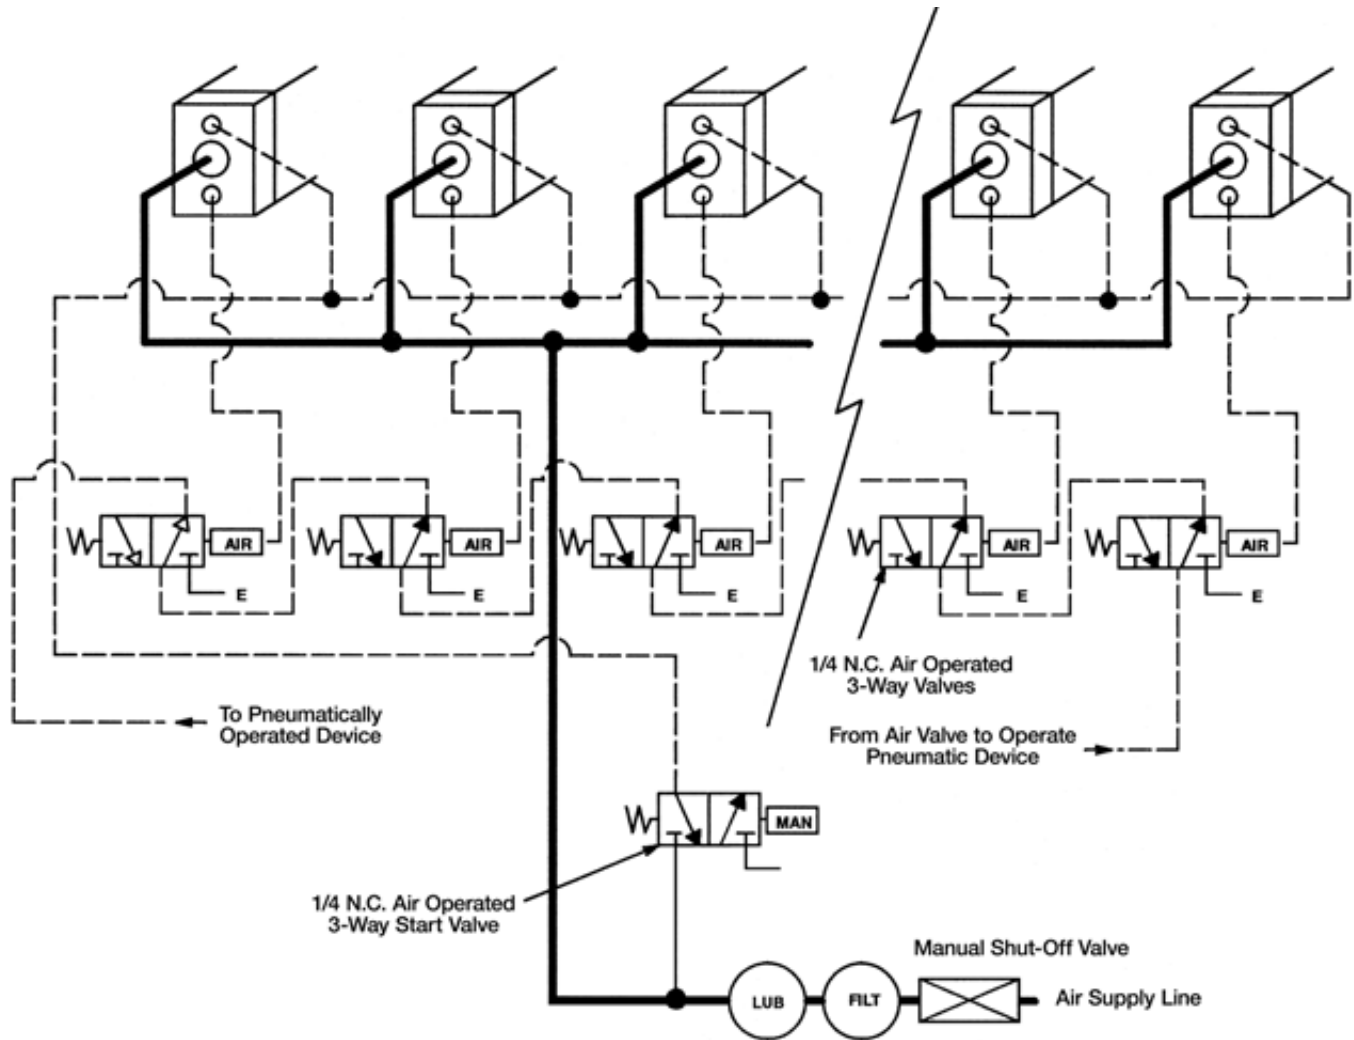 AIR
AIR
AIR
AIR
AIR
E
E
E
E
E
1/4 N.C. Air Operated
3-Way Valves
To Pneumatically
Operated Device
From Air Valve to Operate
Pneumatic Device
MAN
1/4 N.C. Air Operated
3-Way Start Valve
Manual Shut-Off Valve
LUB
FILT
Air Supply Line